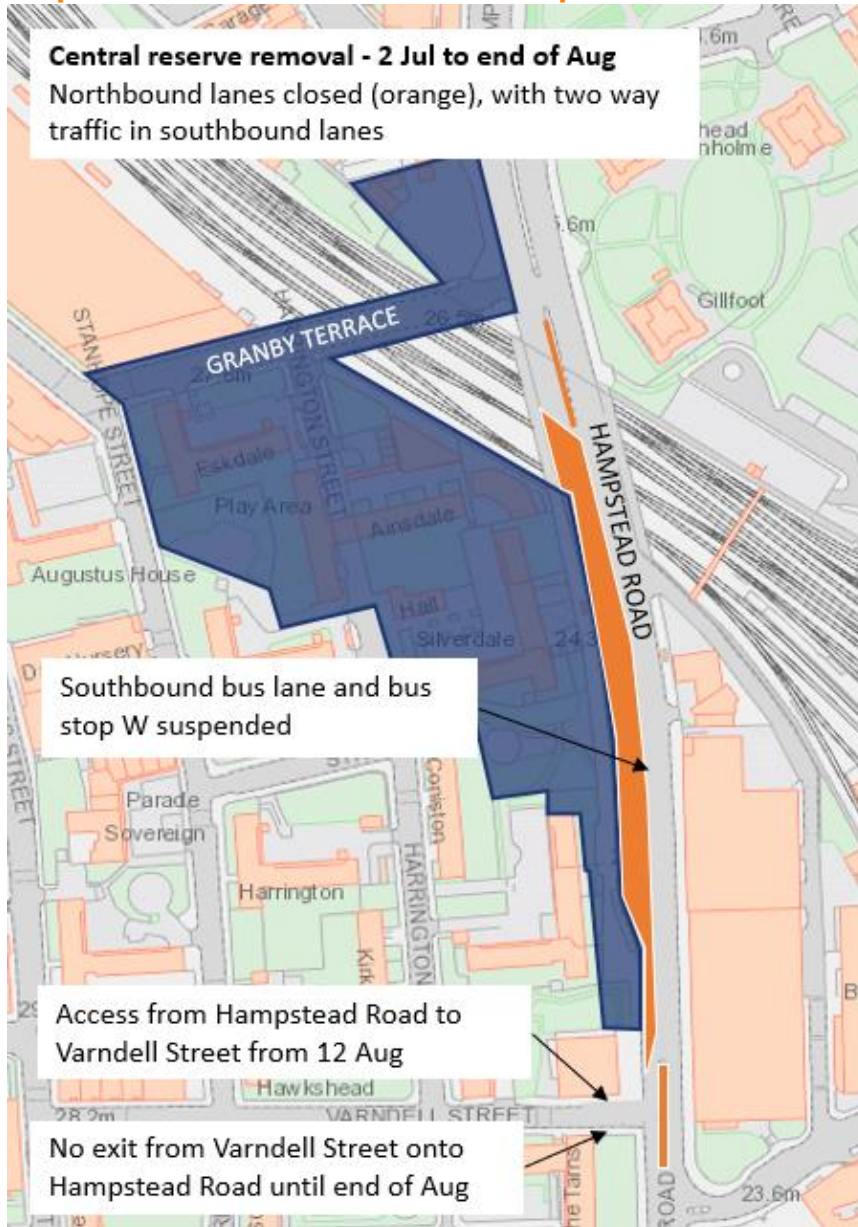 Central reserve removal - 2 Jul to end of Aug
Northbound lanes closed (orange), with two way
traffic in southbound lanes
Gillfoot
GRANBY TERRACE
26.5m
STANHOPE STREET
HARRINGTON STREET
HAMPSTEAD ROAD
Eskdale
Play Area
Ainsdale
Augustus House
Hall
Silverdale
Southbound bus lane and bus
stop W suspended
Parade
Sovereign
Coniston
HARRINGTON
Harrington
Access from Hampstead Road to
Varndell Street from 12 Aug
Hawkshead
28.2m
VARNDELL STREET
No exit from Varndell Street onto
Hampstead Road until end of Aug
ROAD
23.6m